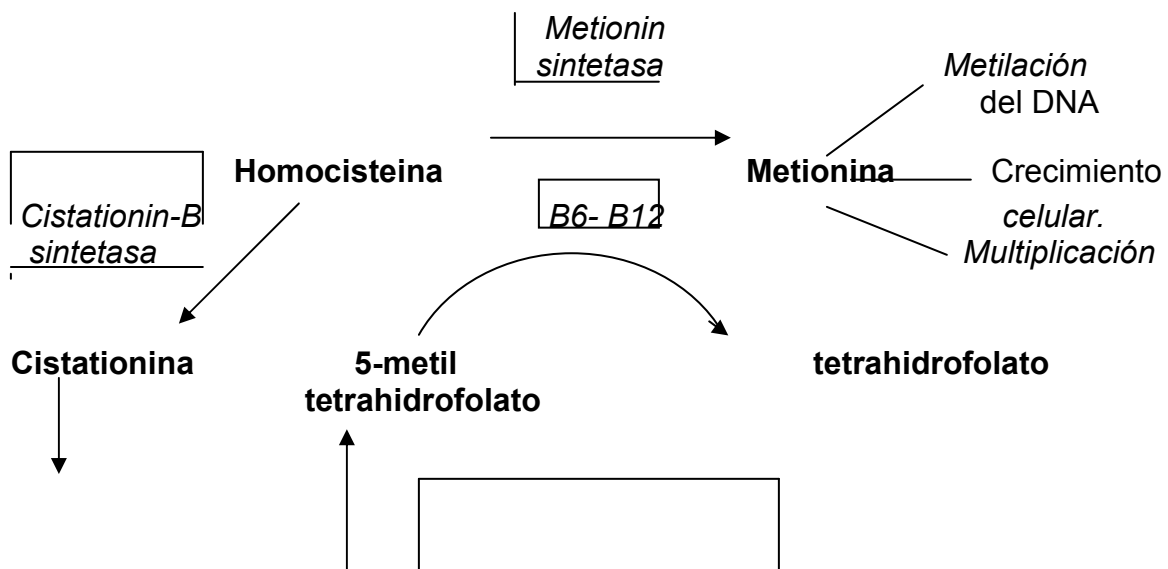 Metionin
sintetasa
Metilación
del DNA
Homocisteina
Metionina
Crecimiento
celular.
Multiplicación
Cistationin-B
sintetasa
B6- B12
Cistationina
5-metil
tetrahidrofolato
tetrahidrofolato